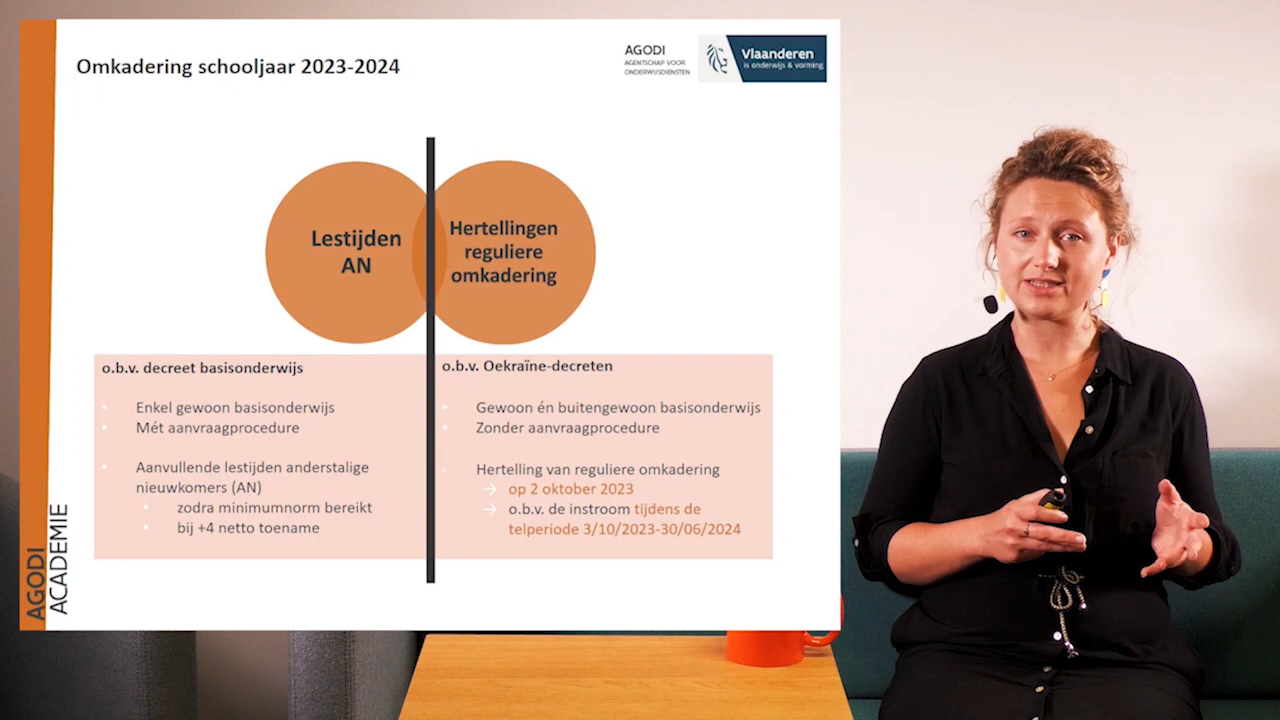 Omkadering schooljaar 2023-2024
AGODI
AGENTSCHAP VOOR
ONDERWIJSDIENSTEN
Vlaanderen
is onderwijs & vorming
Lestijden
AN
Hertellingen
reguliere
omkadering
o.b.v. decreet basisonderwijs
Enkel gewoon basisonderwijs
Mét aanvraagprocedure
Aanvullende lestijden anderstalige
nieuwkomers (AN)
zodra minimumnorm bereikt
bij +4 netto toename
o.b.v. Oekraïne-decreten
Gewoon én buitengewoon basisonderwijs
Zonder aanvraagprocedure
Hertelling van reguliere omkadering
→ op 2 oktober 2023
→ o.b.v. de instroom tijdens de
telperiode 3/10/2023-30/06/2024
AGODI
ACADEMIE